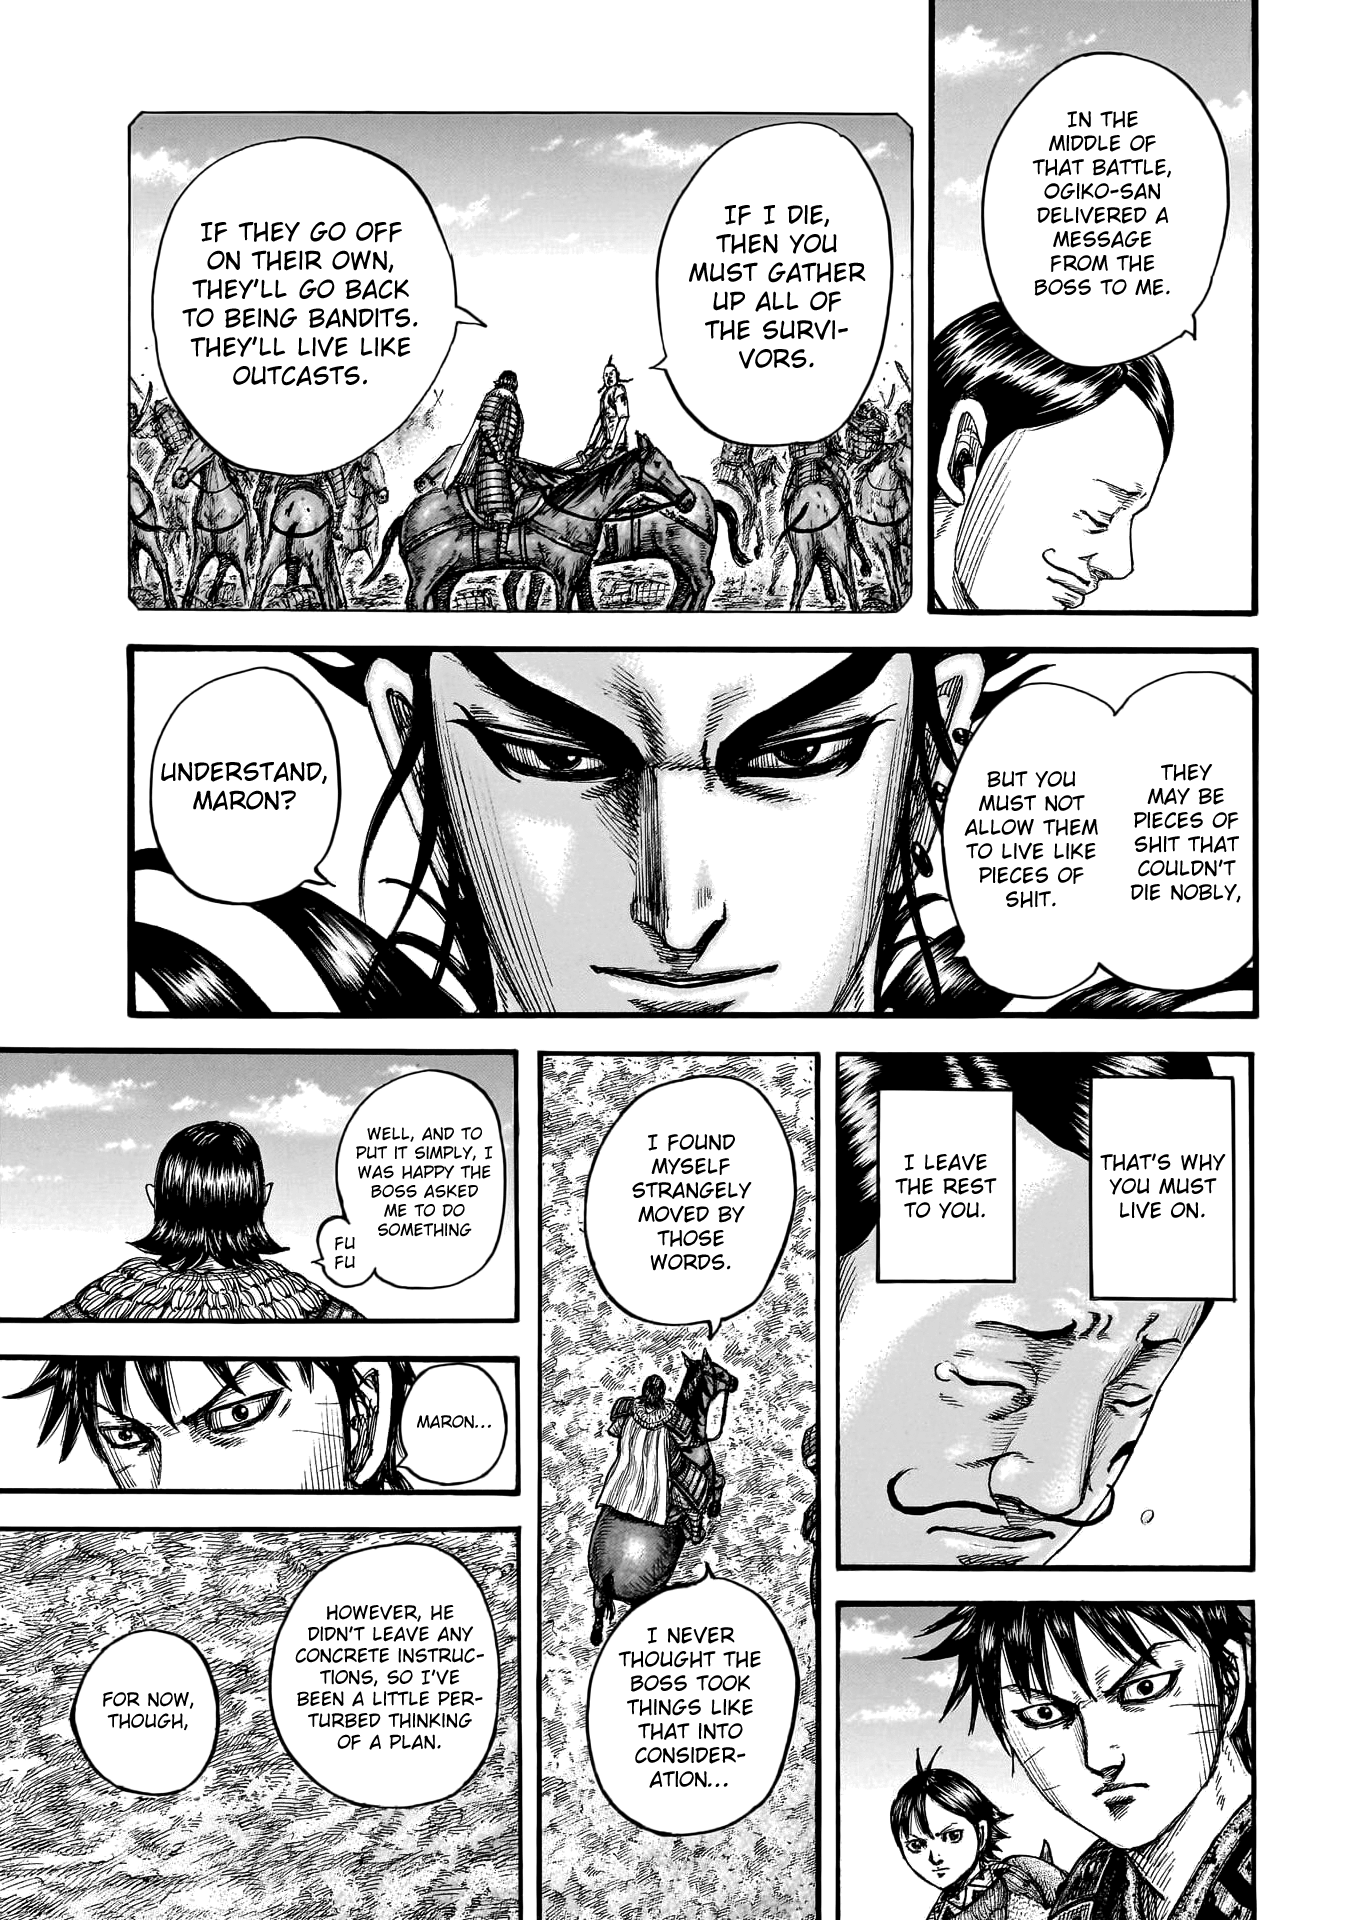 IN THE
MIDDLE OF
THAT BATTLE,
OGIKO-SAN
DELIVERED A
MESSAGE
FROM THE
BOSS TO ME.
IF I DIE,
THEN YOU
MUST GATHER
UP ALL OF
THE SURVI-
VORS.
IF THEY GO OFF
ON THEIR OWN,
THEY'LL GO BACK
TO BEING BANDITS.
THEY'LL LIVE LIKE
OUTCASTS.
THEY
MAY BE
PIECES OF
SHIT THAT
COULDN'T
DIE NOBLY,
BUT YOU
MUST NOT
ALLOW THEM
TO LIVE LIKE
PIECES OF
SHIT.
UNDERSTAND,
MARON?
THAT'S WHY
YOU MUST
LIVE ON.
I LEAVE
THE REST
TO YOU.
I FOUND
MYSELF
STRANGELY
MOVED BY
THOSE
WORDS.
I NEVER
THOUGHT THE
BOSS TOOK
THINGS LIKE
THAT INTO
CONSIDER-
ATION...
WELL, AND TO
PUT IT SIMPLY, I
WAS HAPPY THE
BOSS ASKED
ME TO DO
SOMETHING
FU
FU
MARON...
HOWEVER, HE
DIDN'T LEAVE ANY
CONCRETE INSTRUC-
TIONS, SO I'VE
BEEN A LITTLE PER-
TURBED THINKING
OF A PLAN.
FOR NOW,
THOUGH,